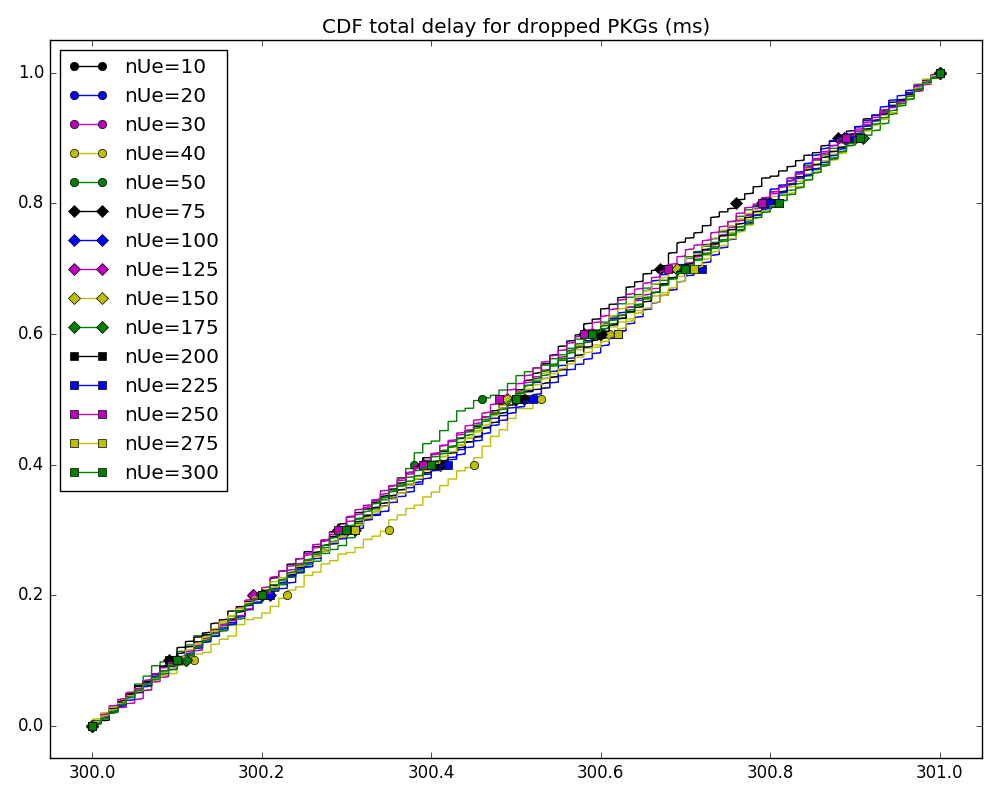 CDF total delay for dropped PKGs (ms)
1.0
0.8
0.6
0.4
0.2
0.0
nUe=10
nUe=20
nUe=30
nUe=40
nUe=50
nUe=75
nUe=100
nUe=125
nUe=150
nUe=175
nUe=200
nUe=225
nUe=250
nUe=275
nUe=300
300.0 300.2 300.4 300.6 300.8 301.0